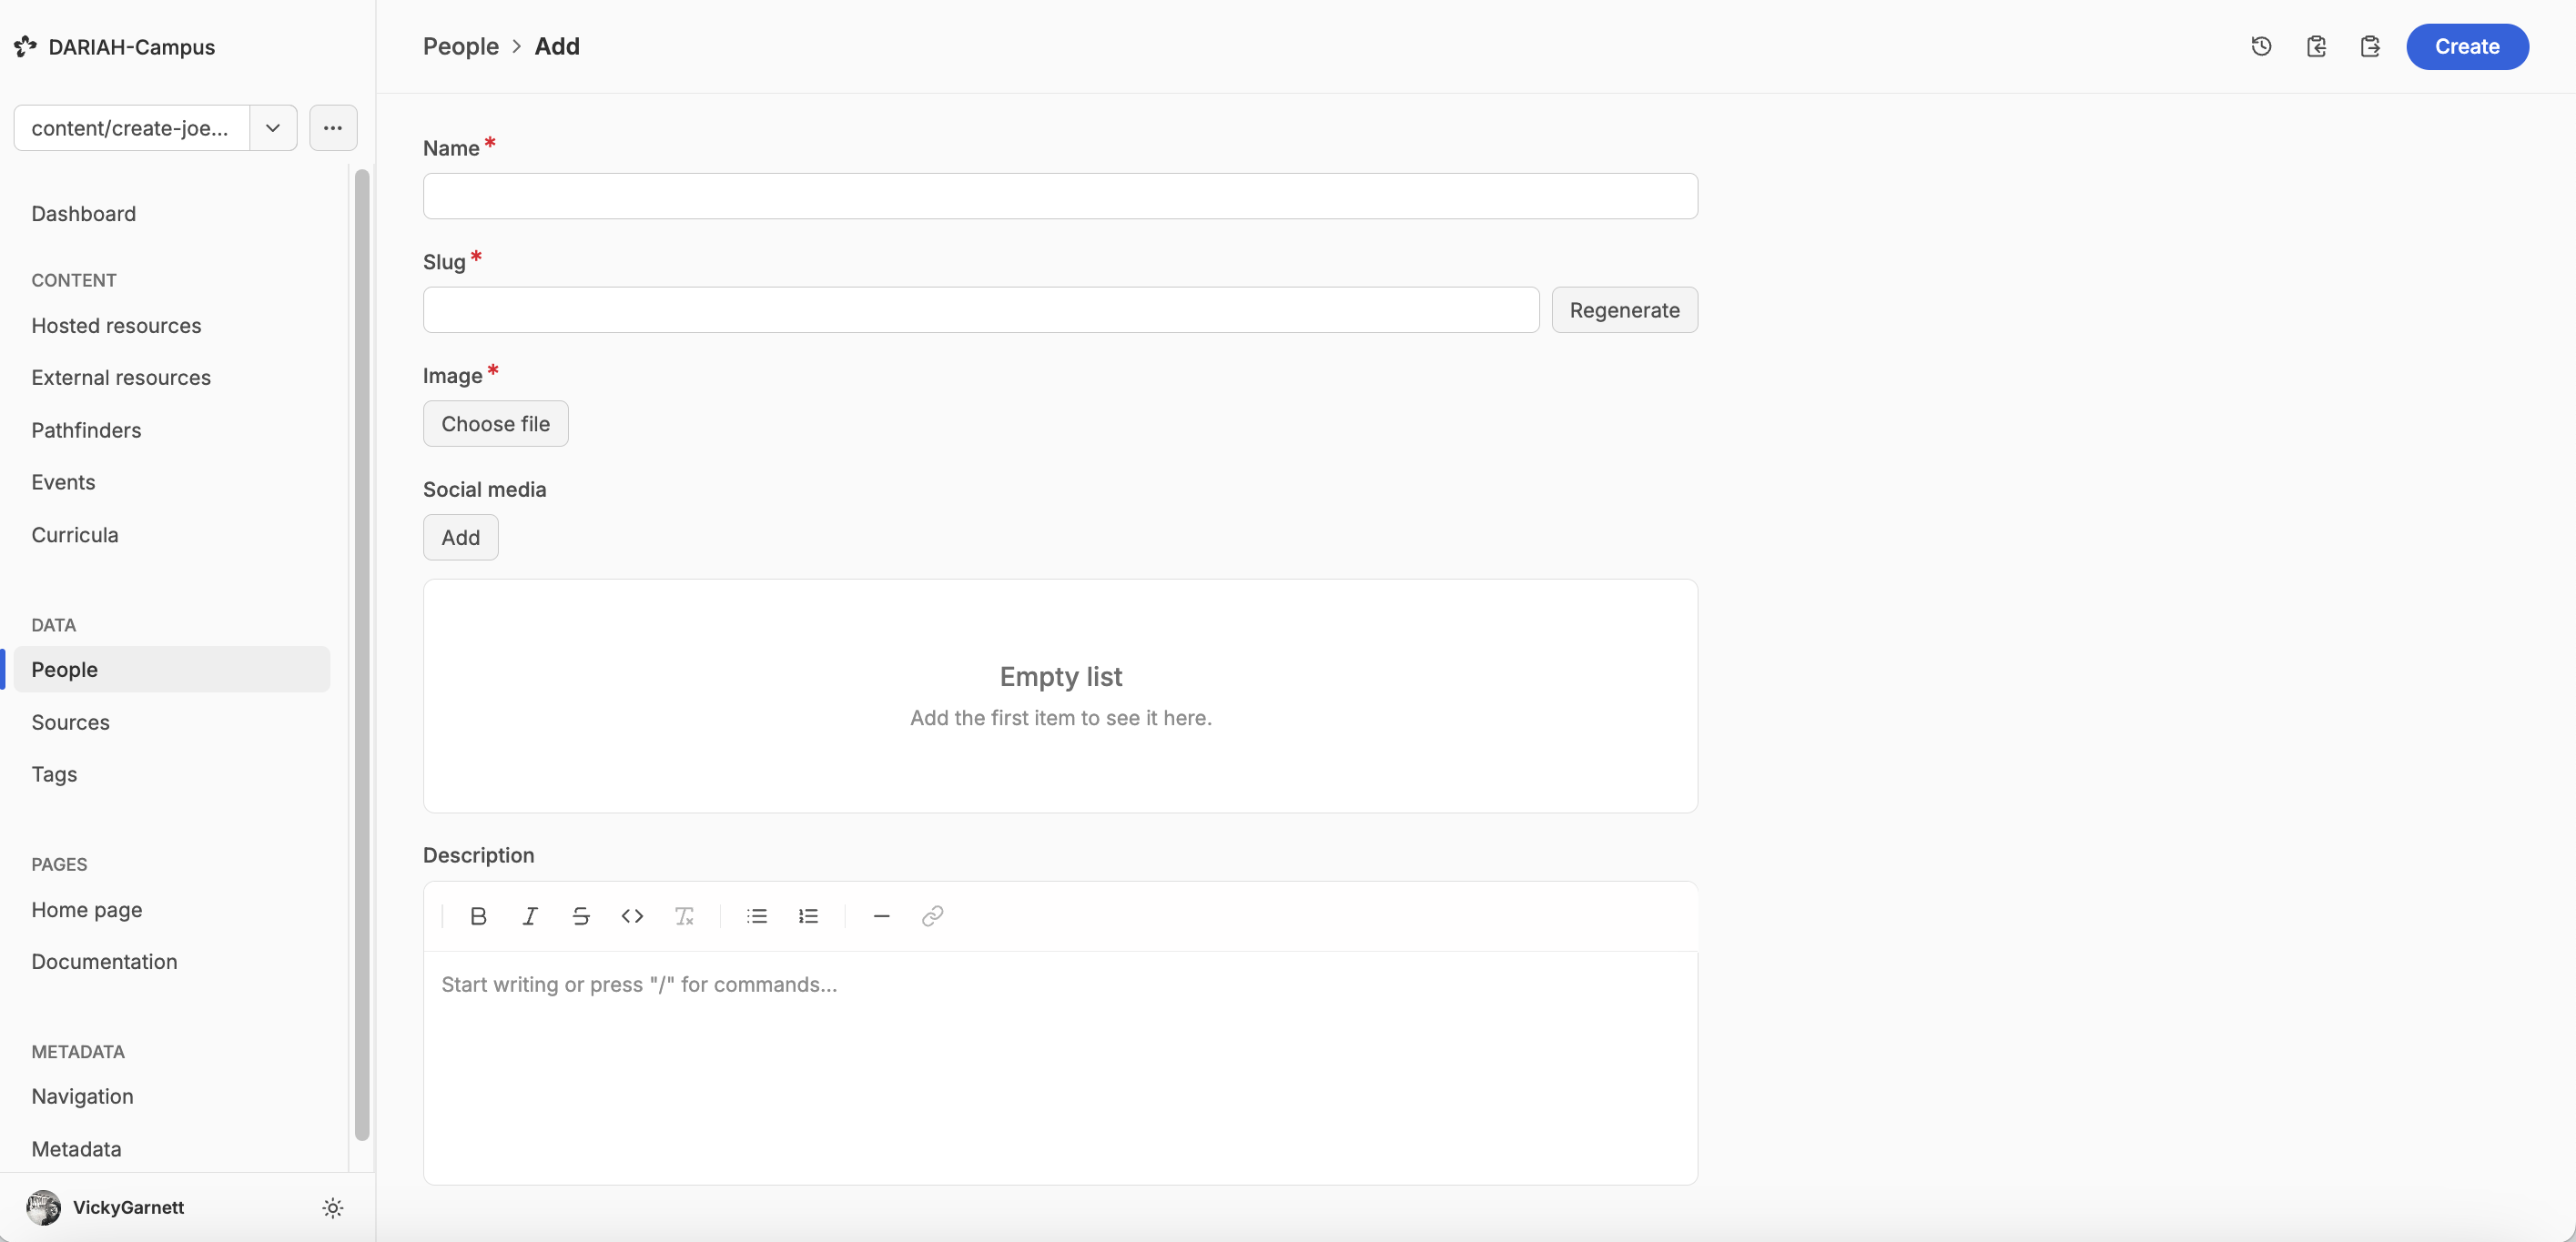 DARIAH-Campus
content/create-joe...
Dashboard
CONTENT
Hosted resources
External resources
Pathfinders
Events
Curricula
DATA
People
Sources
Tags
PAGES
Home page
Documentation
METADATA
Navigation
Metadata
VickyGarnett
People > Add
Create
Name *
Slug *
Regenerate
Image *
Choose file
Social media
Add
Empty list
Add the first item to see it here.
Description
Start writing or press "/" for commands...